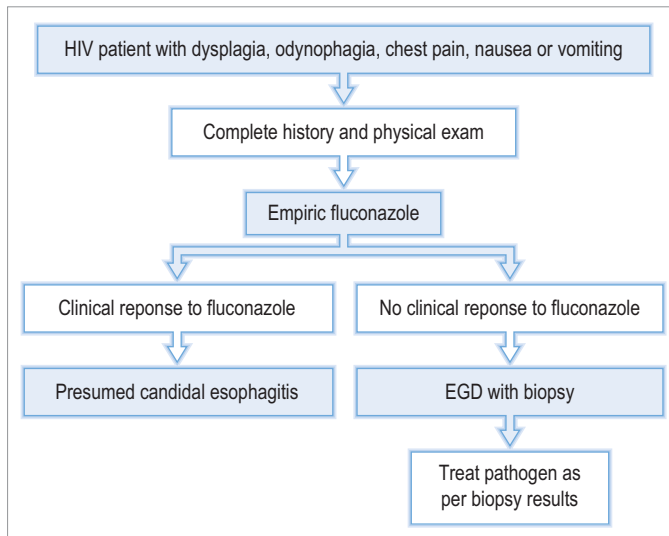 HIV patient with dysplagia, odynophagia, chest pain, nausea or vomiting
Complete history and physical exam
Empiric fluconazole
Clinical reponse to fluconazole
No clinical reponse to fluconazole
Presumed candidal esophagitis
EGD with biopsy
Treat pathogen as
per biopsy results